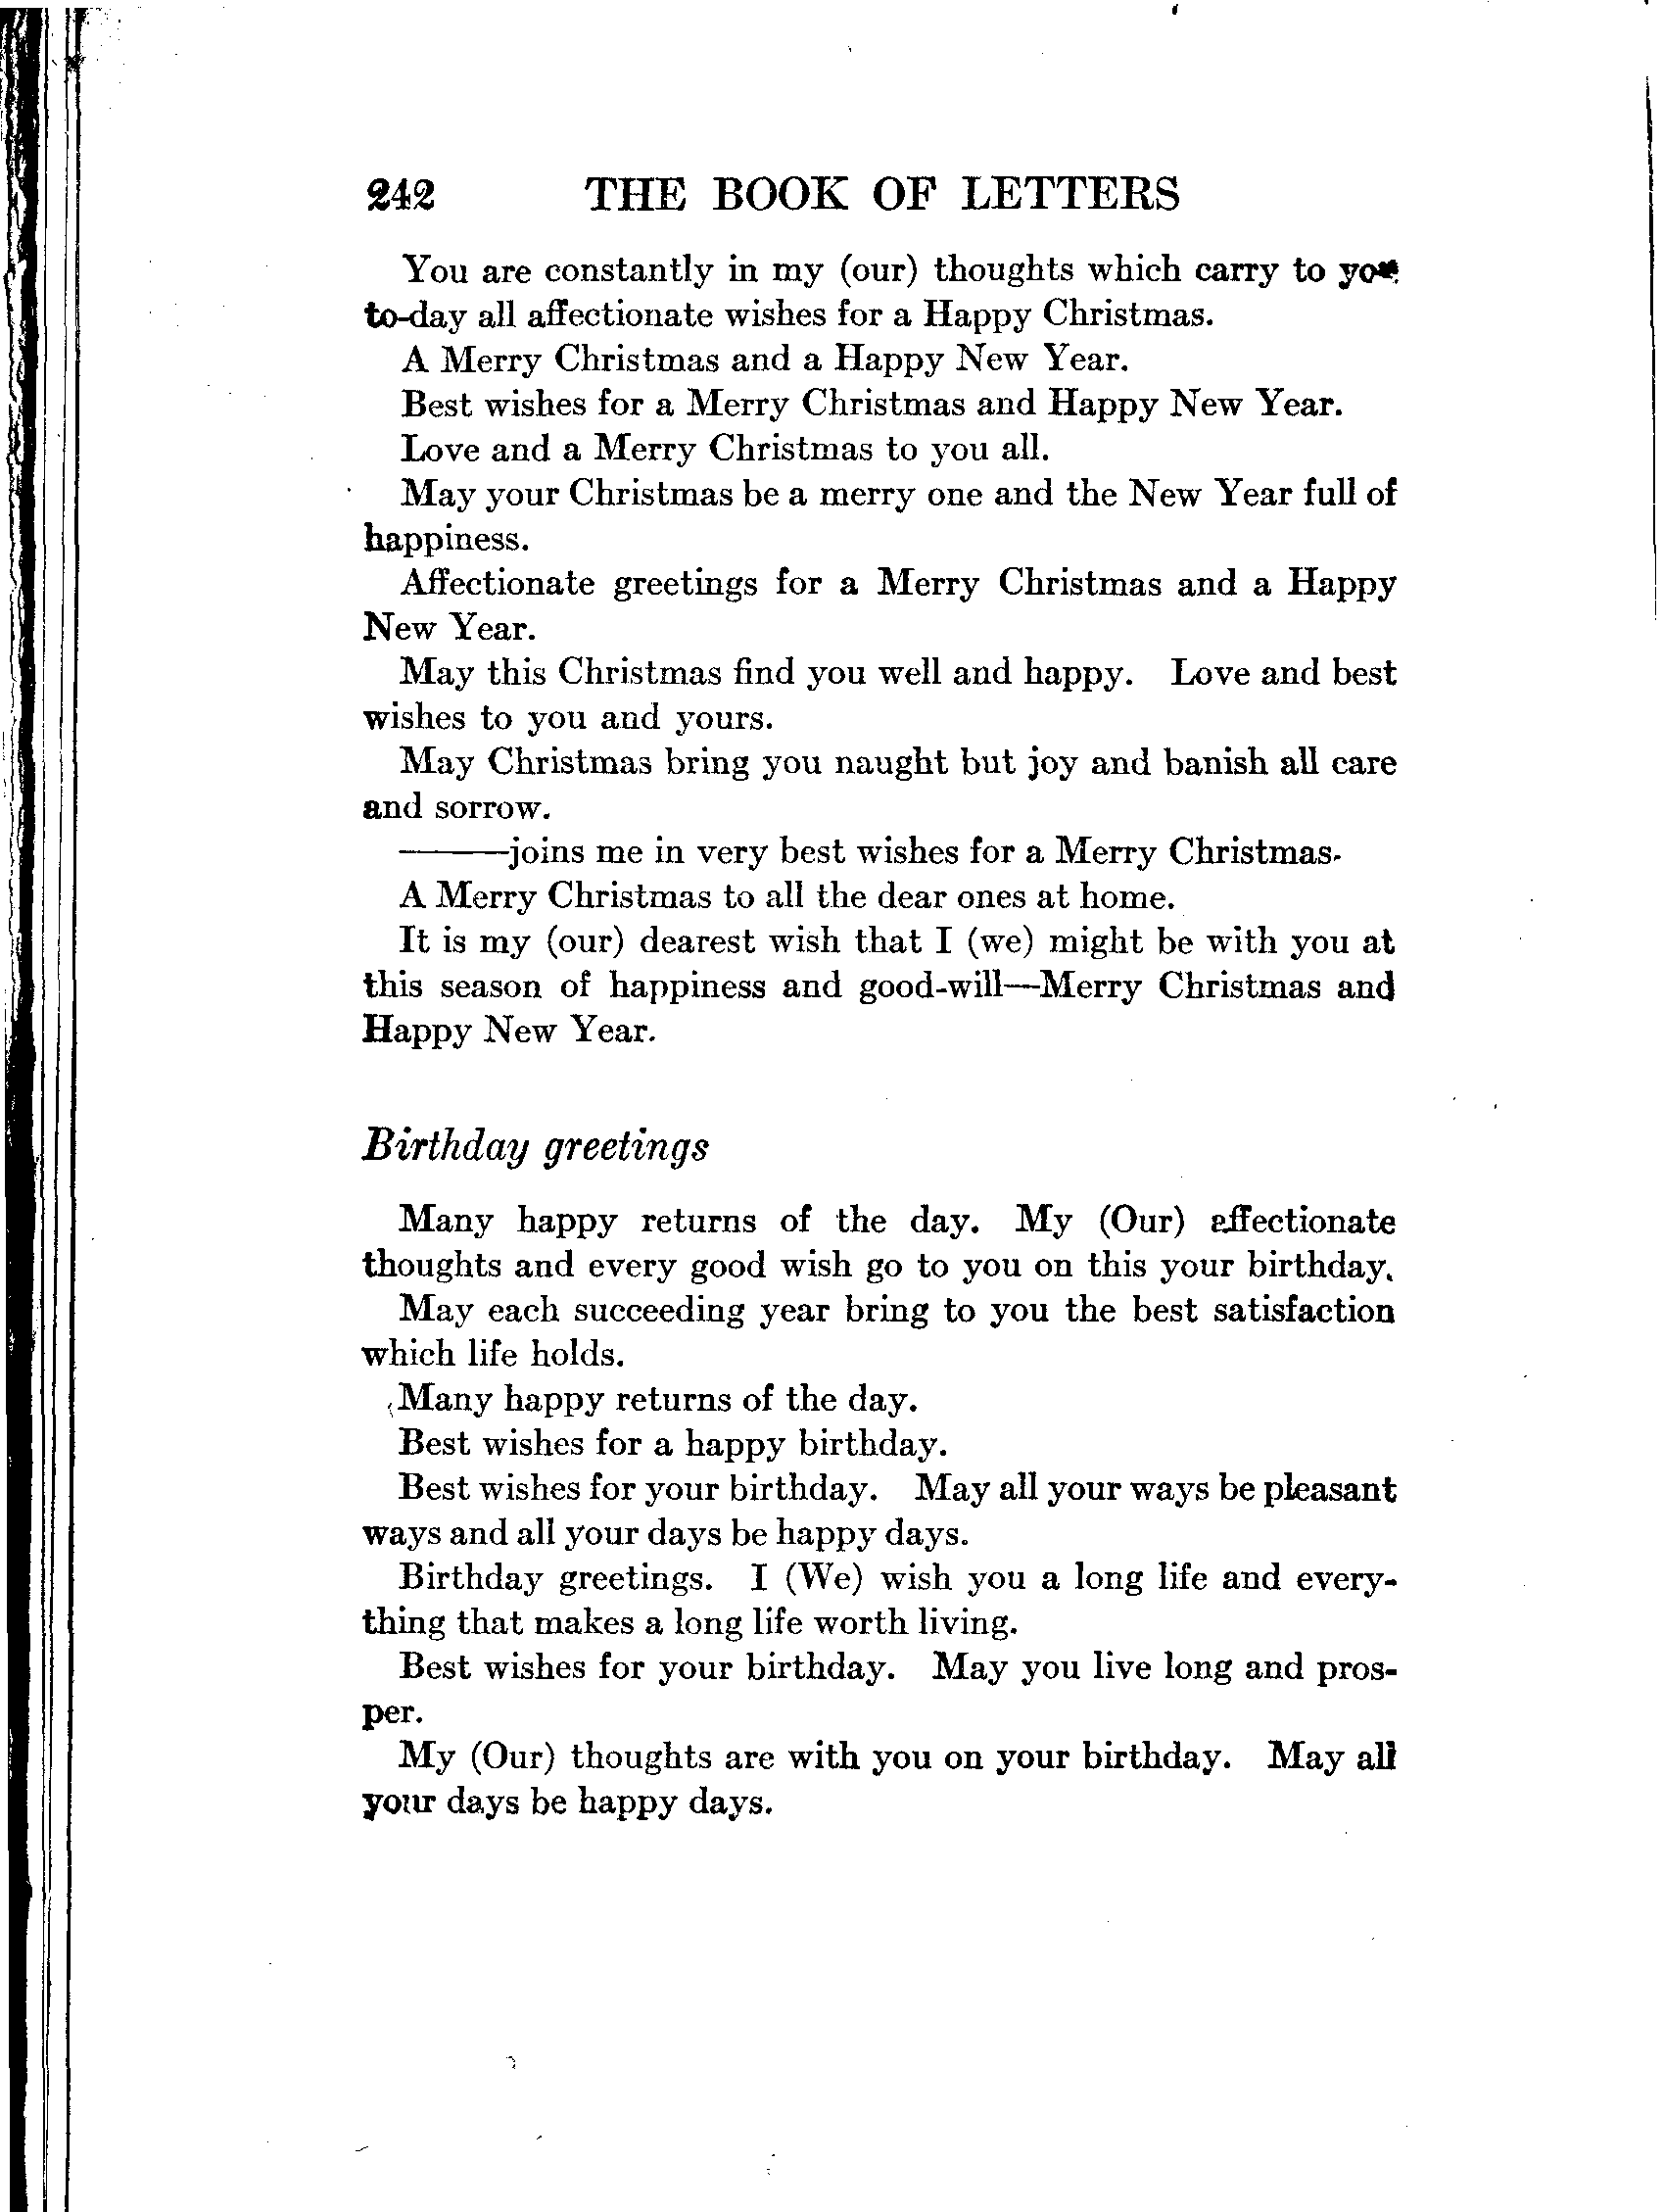 242 THE BOOK OF LETTERS
You are constantly in my (our) thoughts which carry to you
to-day all affectionate wishes for a Happy Christmas.
A Merry Christmas and a Happy New Year.
Best wishes for a Merry Christmas and Happy New Year.
Love and a Merry Christmas to you all.
May your Christmas be a merry one and the New Year full of
happiness.
Affectionate greetings for a Merry Christmas and a Happy
New Year.
May this Christmas find you well and happy. Love and best
wishes to you and yours.
May Christmas bring you naught but joy and banish all care
and sorrow.
———joins me in very best wishes for a Merry Christmas.
A Merry Christmas to all the dear ones at home.
It is my (our) dearest wish that I (we) might be with you at
this season of happiness and good-will—Merry Christmas and
Happy New Year.
Birthday greetings
Many happy returns of the day. My (Our) affectionate
thoughts and every good wish go to you on this your birthday.
May each succeeding year bring to you the best satisfaction
which life holds.
Many happy returns of the day.
Best wishes for a happy birthday.
Best wishes for your birthday. May all your ways be pleasant
ways and all your days be happy days.
Birthday greetings. I (We) wish you a long life and every-
thing that makes a long life worth living.
Best wishes for your birthday. May you live long and pros-
per.
My (Our) thoughts are with you on your birthday. May all
your days be happy days.